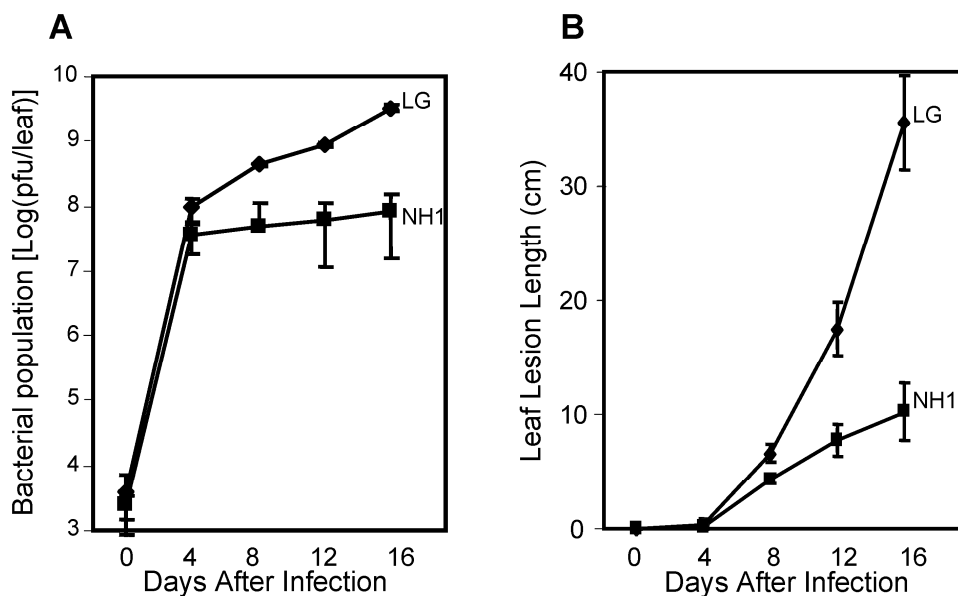 A
Bacterial population [Log(pfu/leaf)]
10
9
8
7
6
5
4
3
0 4 8 12 16
Days After Infection
LG
NH1
B
Leaf Lesion Length (cm)
40
30
20
10
0
0 4 8 12 16
Days After Infection
LG
NH1